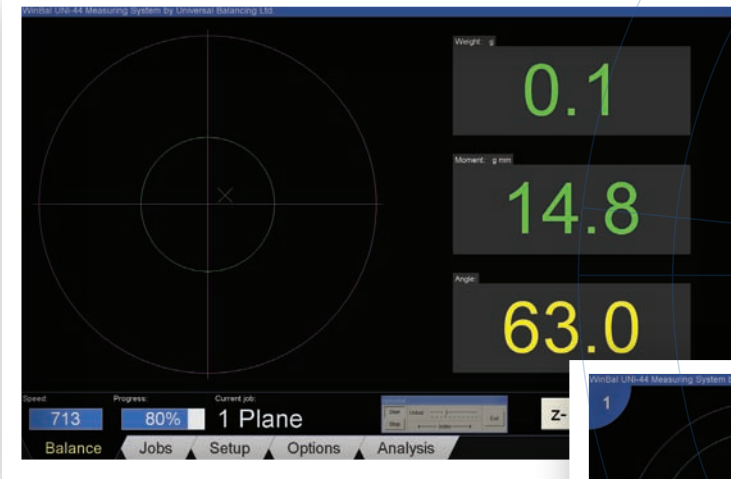 WinBal UNI-44 Measuring System by Universal Balancing Ltd.
Weight: g
0.1
Moment: g mm
14.8
Angle:
63.0
Speed: Progress: Current job:
713 80% 1 Plane
Start
Stop
Exit
z-
Balance Jobs Setup Options Analysis
WinBal UNI-44 Measuring System b
1